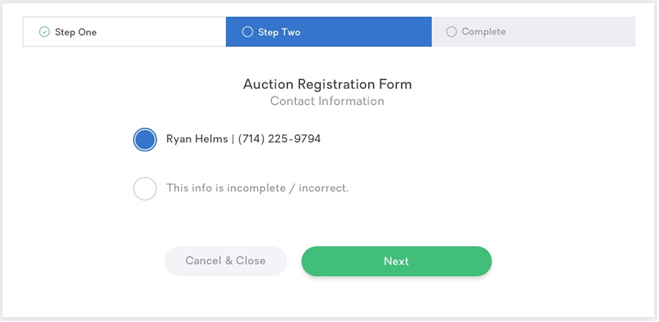 Step One
Step Two
Complete
Auction Registration Form
Contact Information
Ryan Helms | (714) 225-9794
This info is incomplete / incorrect.
Cancel & Close
Next